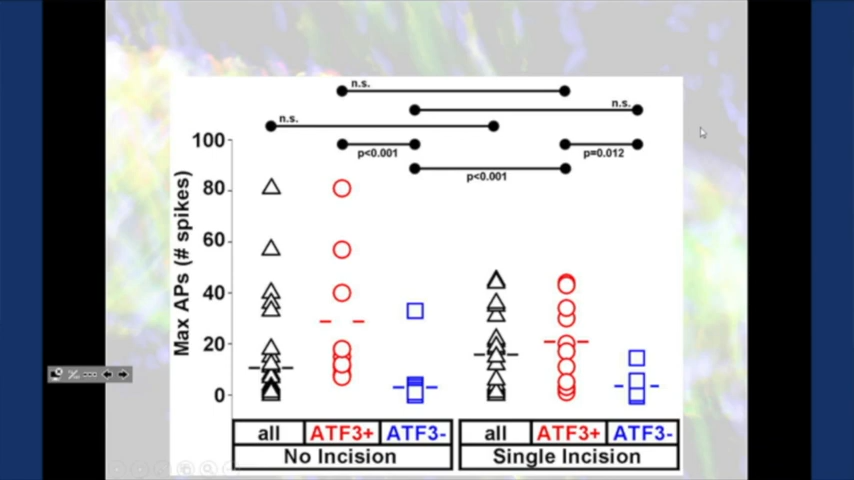 n.s.
n.s.
n.s.
p<0.001
p=0.012
p<0.001
Max APs (# spikes)
100
80
60
40
20
0
all ATF3+ ATF3- all ATF3+ ATF3-
No Incision Single Incision